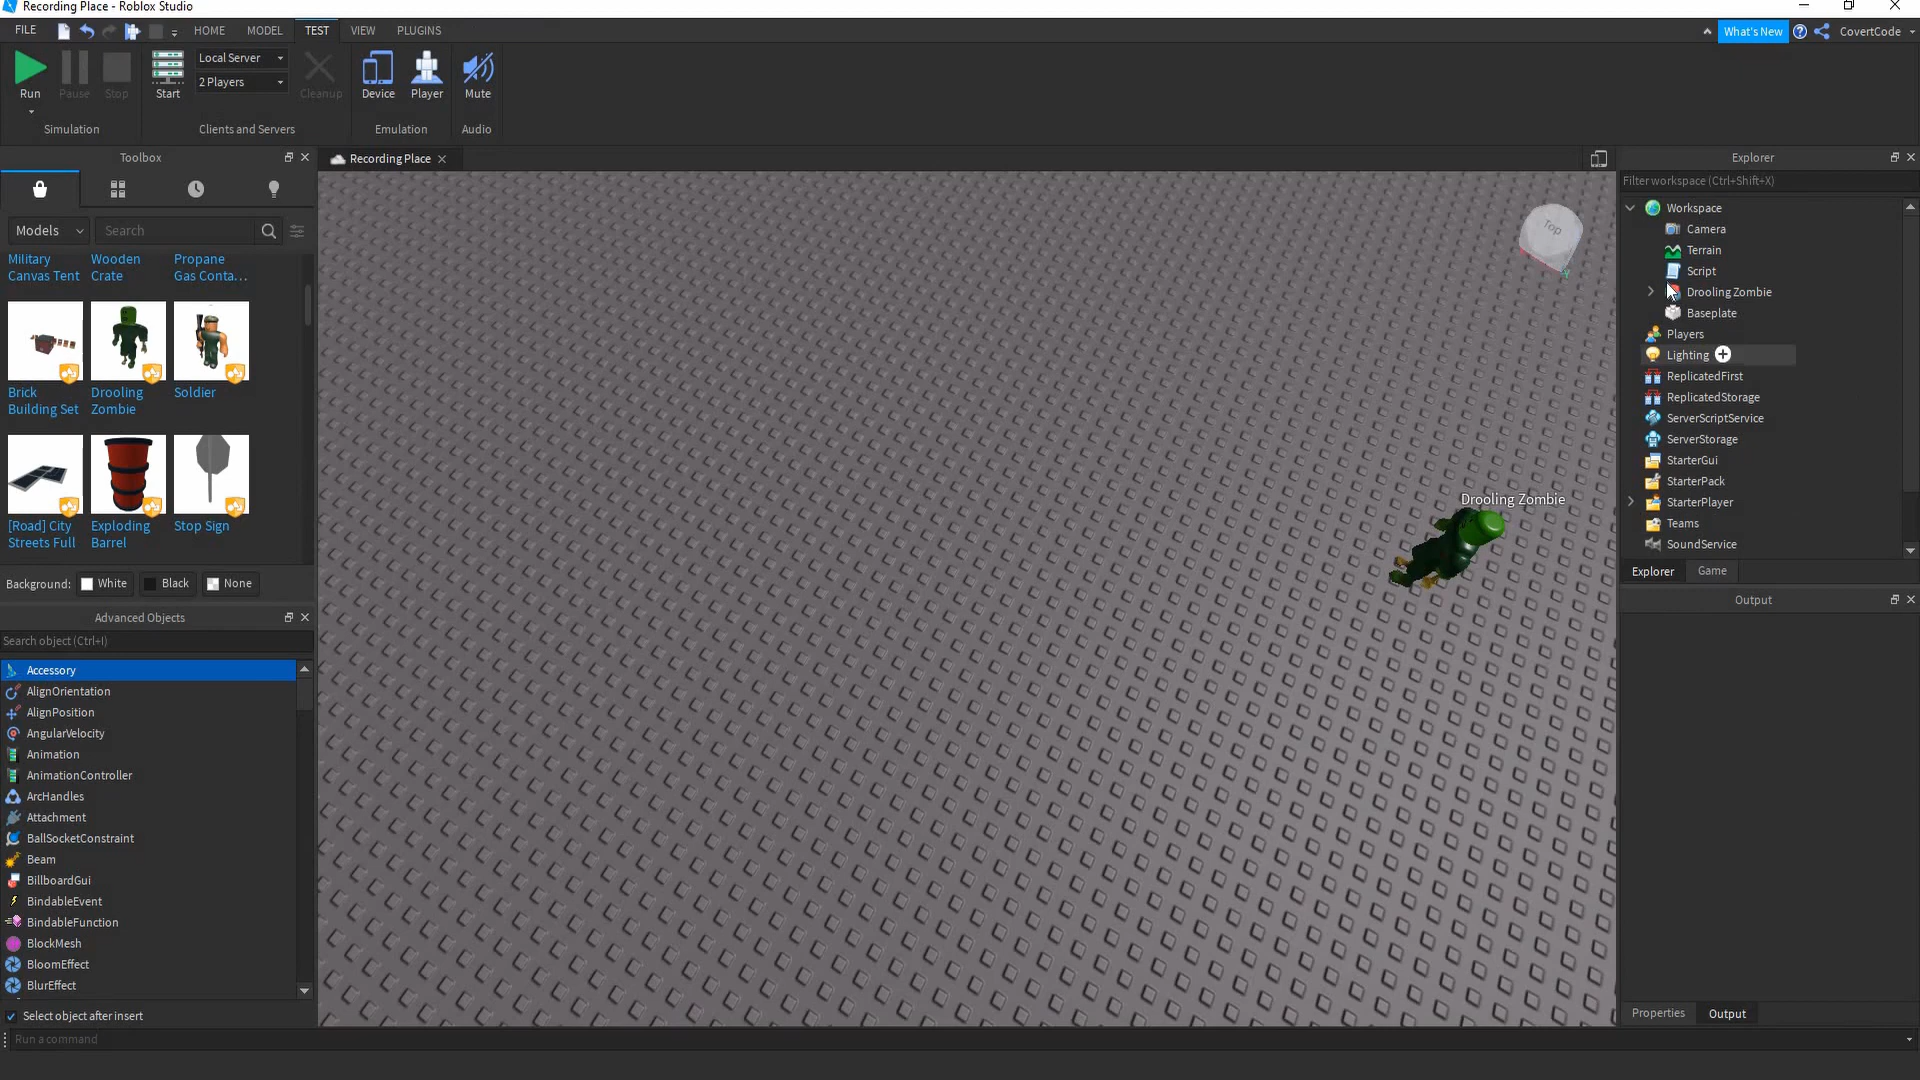 Recording Place - Roblox Studio
FILE
HOME
MODEL
TEST
VIEW
PLUGINS
What's New
CovertCode
Run
Pause
Stop
Start
Local Server
2 Players
Cleanup
Device
Player
Mute
Simulation
Clients and Servers
Emulation
Audio
Toolbox
Recording Place
Explorer
Models
Search
Military
Canvas Tent
Wooden
Crate
Propane
Gas Conta...
Brick
Building Set
Drooling
Zombie
Soldier
[Road] City
Streets Full
Exploding
Barrel
Stop Sign
Background:
White
Black
None
Advanced Objects
Search object (Ctrl+I)
Accessory
AlignOrientation
AlignPosition
AngularVelocity
Animation
AnimationController
ArcHandles
Attachment
BallSocketConstraint
Beam
BillboardGui
BindableEvent
BindableFunction
BlockMesh
BloomEffect
BlurEffect
Select object after insert
Run a command
Top
Drooling Zombie
Filter workspace (Ctrl+Shift+X)
Workspace
Camera
Terrain
Script
Drooling Zombie
Baseplate
Players
Lighting
ReplicatedFirst
ReplicatedStorage
ServerScriptService
ServerStorage
StarterGui
StarterPack
StarterPlayer
Teams
SoundService
Explorer
Game
Output
Properties
Output